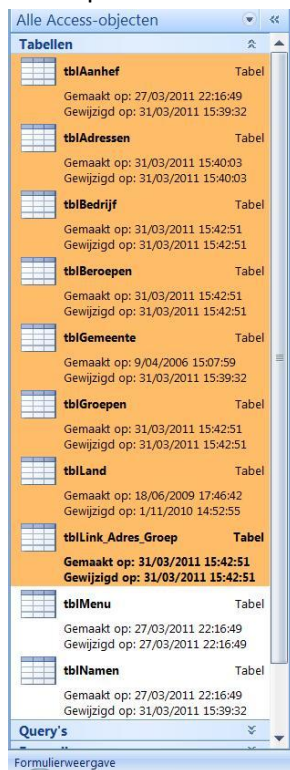 Alle Access-objecten
Tabellen
tblAanhef Tabel
Gemaakt op: 27/03/2011 22:16:49
Gewijzigd op: 31/03/2011 15:39:32
tblAdressen Tabel
Gemaakt op: 31/03/2011 15:40:03
Gewijzigd op: 31/03/2011 15:40:03
tblBedrijf Tabel
Gemaakt op: 31/03/2011 15:42:51
Gewijzigd op: 31/03/2011 15:42:51
tblBeroepen Tabel
Gemaakt op: 31/03/2011 15:42:51
Gewijzigd op: 31/03/2011 15:42:51
tblGemeente Tabel
Gemaakt op: 9/04/2006 15:07:59
Gewijzigd op: 31/03/2011 15:39:32
tblGroepen Tabel
Gemaakt op: 31/03/2011 15:42:51
Gewijzigd op: 31/03/2011 15:42:51
tblLand Tabel
Gemaakt op: 18/06/2009 17:46:42
Gewijzigd op: 1/11/2010 14:52:55
tblLink_Adres_Groep Tabel
Gemaakt op: 31/03/2011 15:42:51
Gewijzigd op: 31/03/2011 15:42:51
tblMenu Tabel
Gemaakt op: 27/03/2011 22:16:49
Gewijzigd op: 27/03/2011 22:16:49
tblNamen Tabel
Gemaakt op: 27/03/2011 22:16:49
Gewijzigd op: 31/03/2011 15:39:32
Query's
Formulierweergave